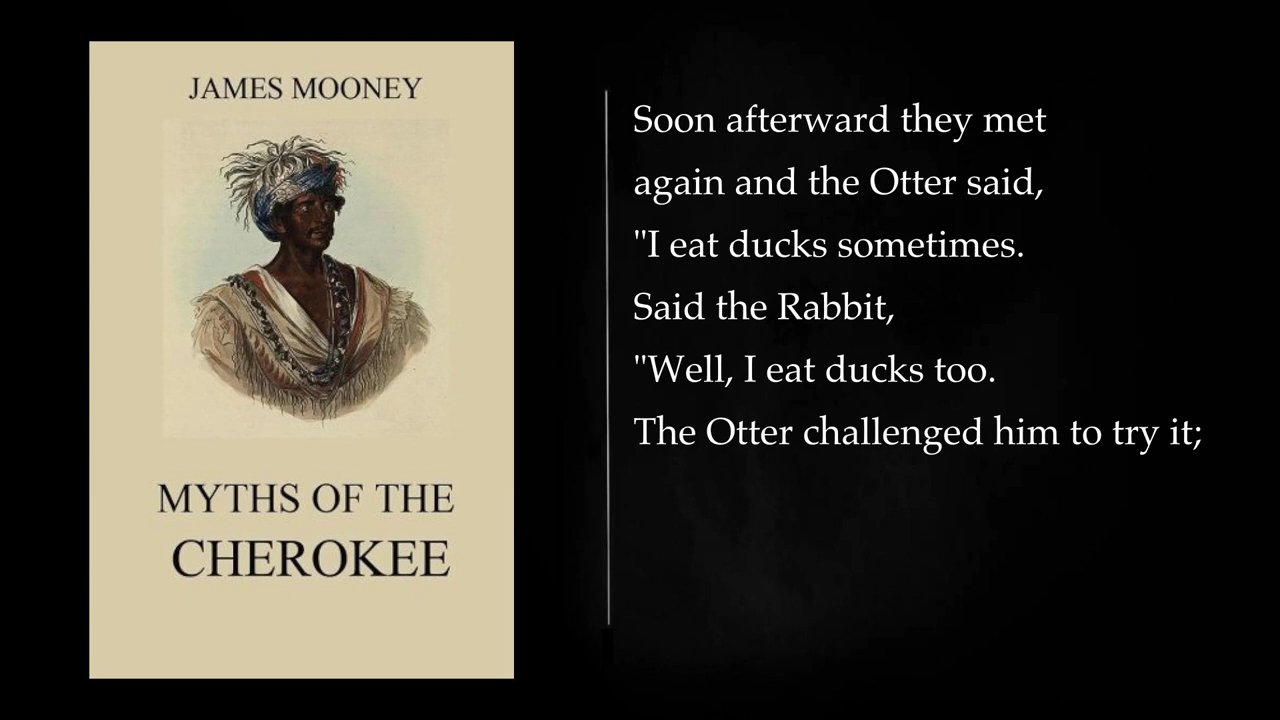 JAMES MOONEY
MYTHS OF THE
CHEROKEE
Soon afterward they met
again and the Otter said,
"I eat ducks sometimes.
Said the Rabbit,
"Well, I eat ducks too.
The Otter challenged him to try it;